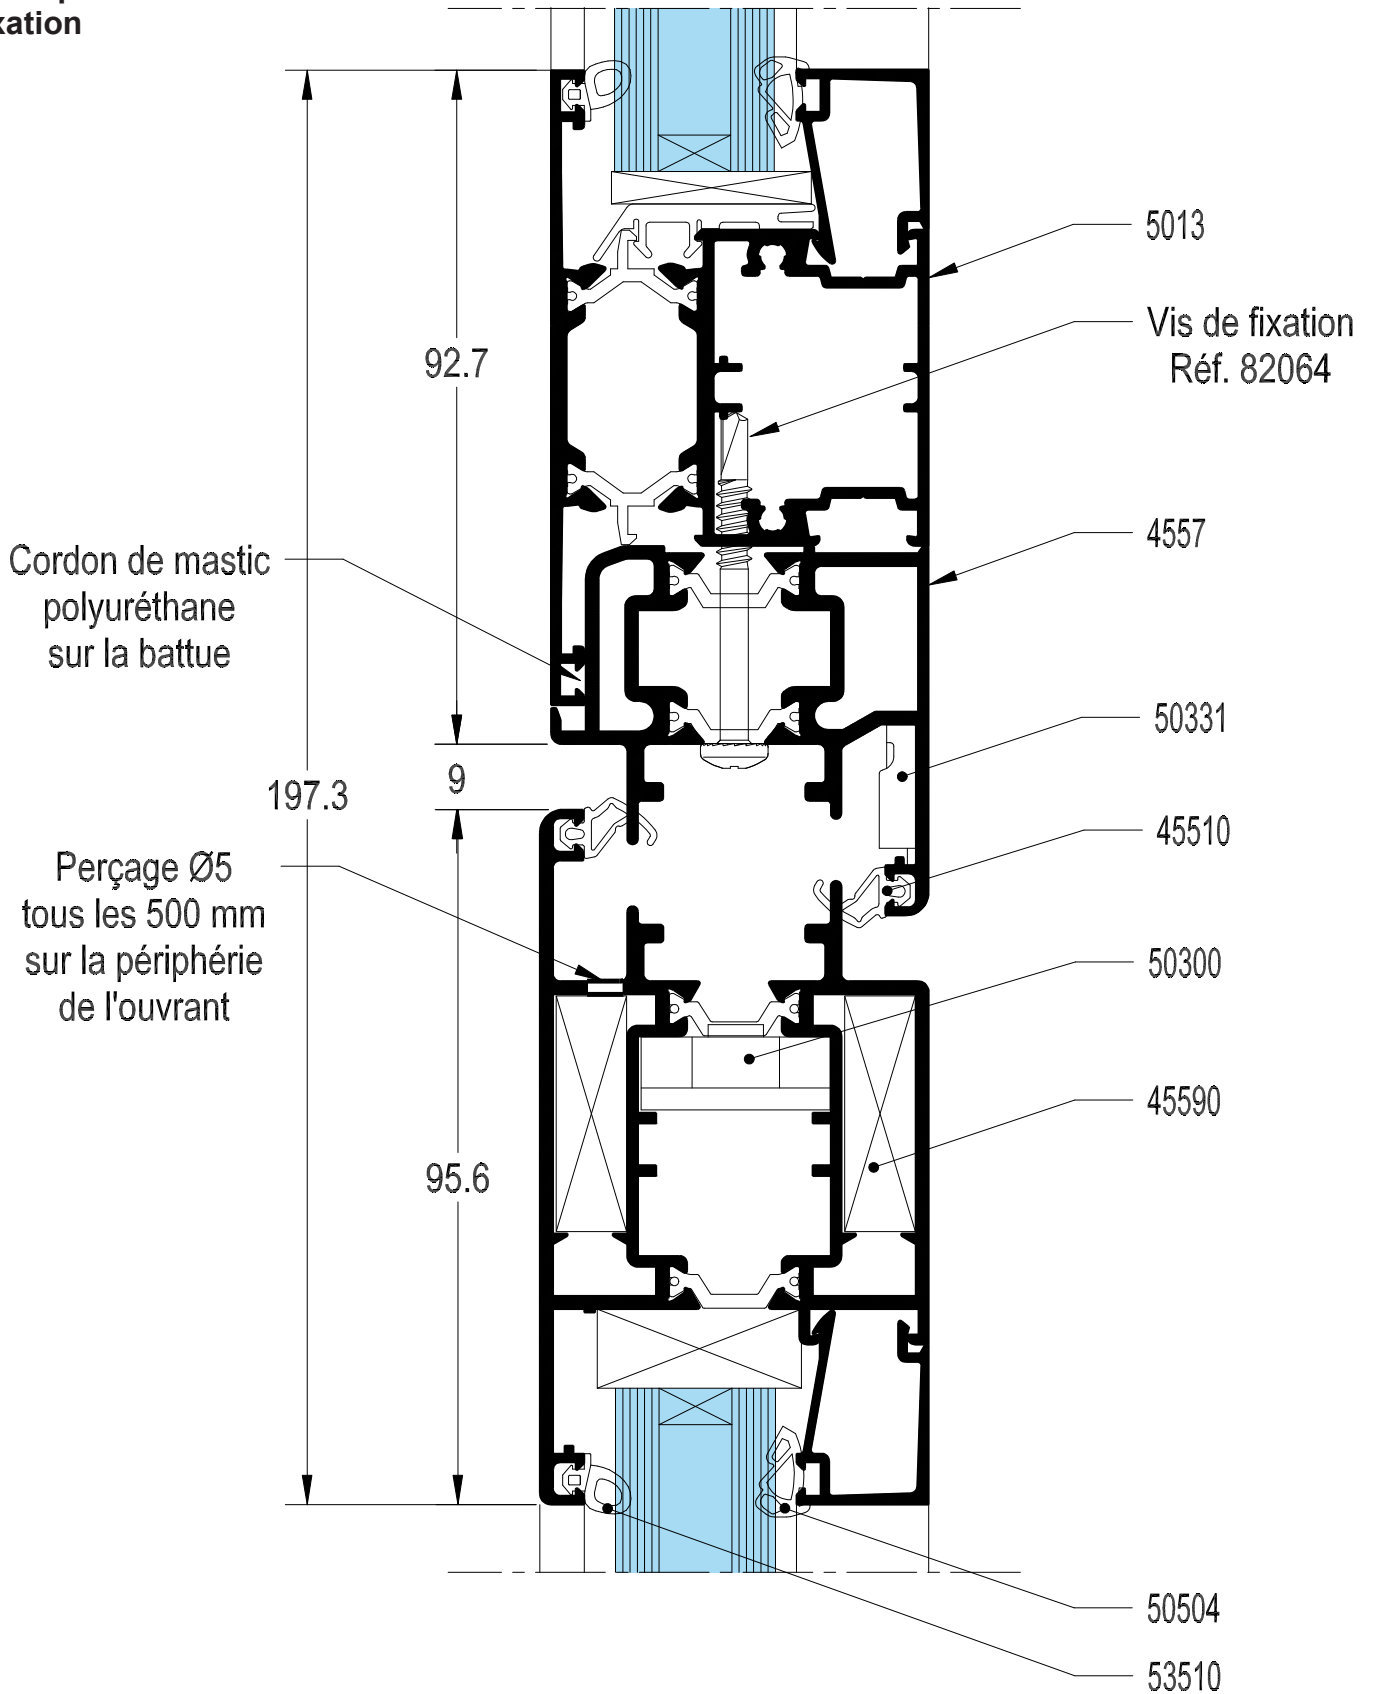 xation
5013
Vis de fixation
Réf. 82064
92.7
4557
Cordon de mastic
polyuréthane
sur la battue
50331
9
197.3
45510
Perçage Ø5
tous les 500 mm
sur la périphérie
de l'ouvrant
50300
45590
95.6
50504
53510